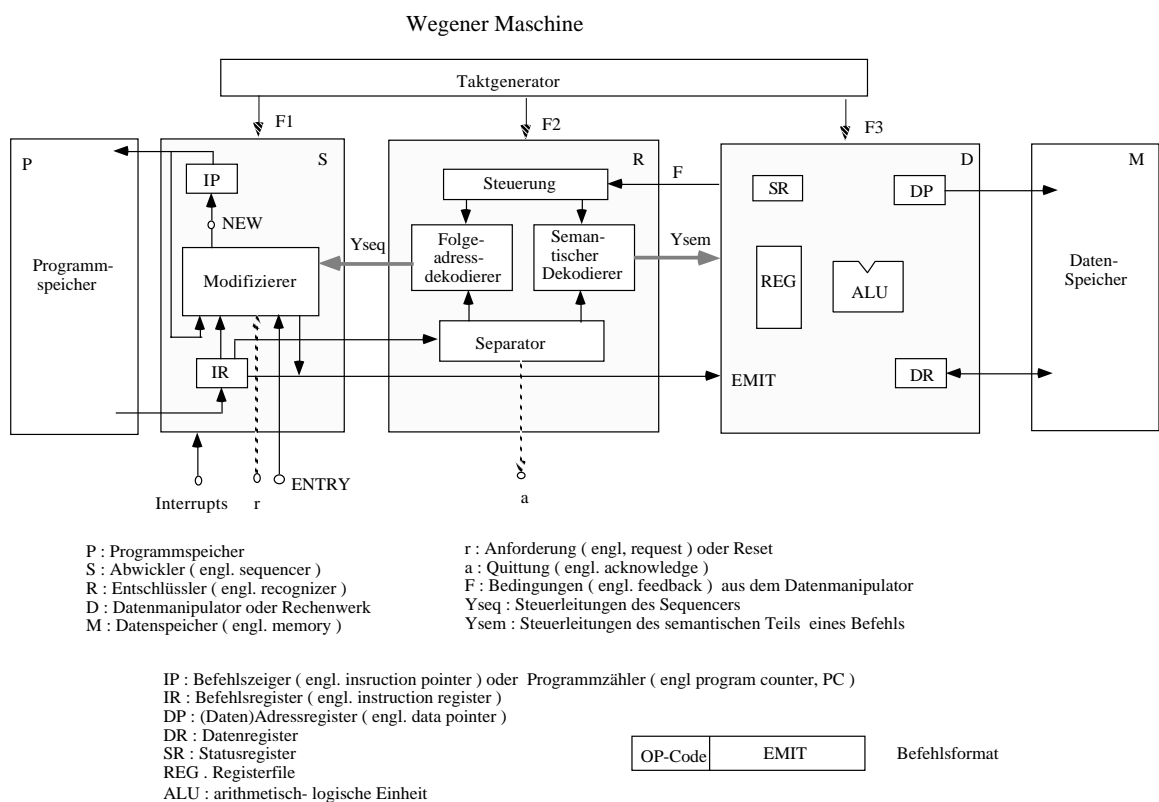 Wegener Maschine
Taktgenerator
F1
F2
F3
P
S
R
D
M
IP
NEW
Steuerung
F
SR
DP
Yseq
Folge-
adress-
dekodierer
Seman-
tischer
Dekodierer
Ysem
Programm-
speicher
Modifizierer
REG
ALU
Daten-
Speicher
Separator
IR
EMIT
DR
Interrupts
r
ENTRY
a
P : Programmspeicher
S : Abwickler ( engl. sequencer )
R : Entschlüssler ( engl. recognizer )
D : Datenmanipulator oder Rechenwerk
M : Datenspeicher ( engl. memory )
r : Anforderung ( engl, request ) oder Reset
a : Quittung ( engl. acknowledge )
F : Bedingungen ( engl. feedback ) aus dem Datenmanipulator
Yseq : Steuerleitungen des Sequencers
Ysem : Steuerleitungen des semantischen Teils eines Befehls
IP : Befehlszeiger ( engl. insruction pointer ) oder Programmzähler ( engl program counter, PC )
IR : Befehlsregister ( engl. instruction register )
DP : (Daten)Adressregister ( engl. data pointer )
DR : Datenregister
SR : Statusregister
REG . Registerfile
ALU : arithmetisch- logische Einheit
OP-Code
EMIT
Befehlsformat